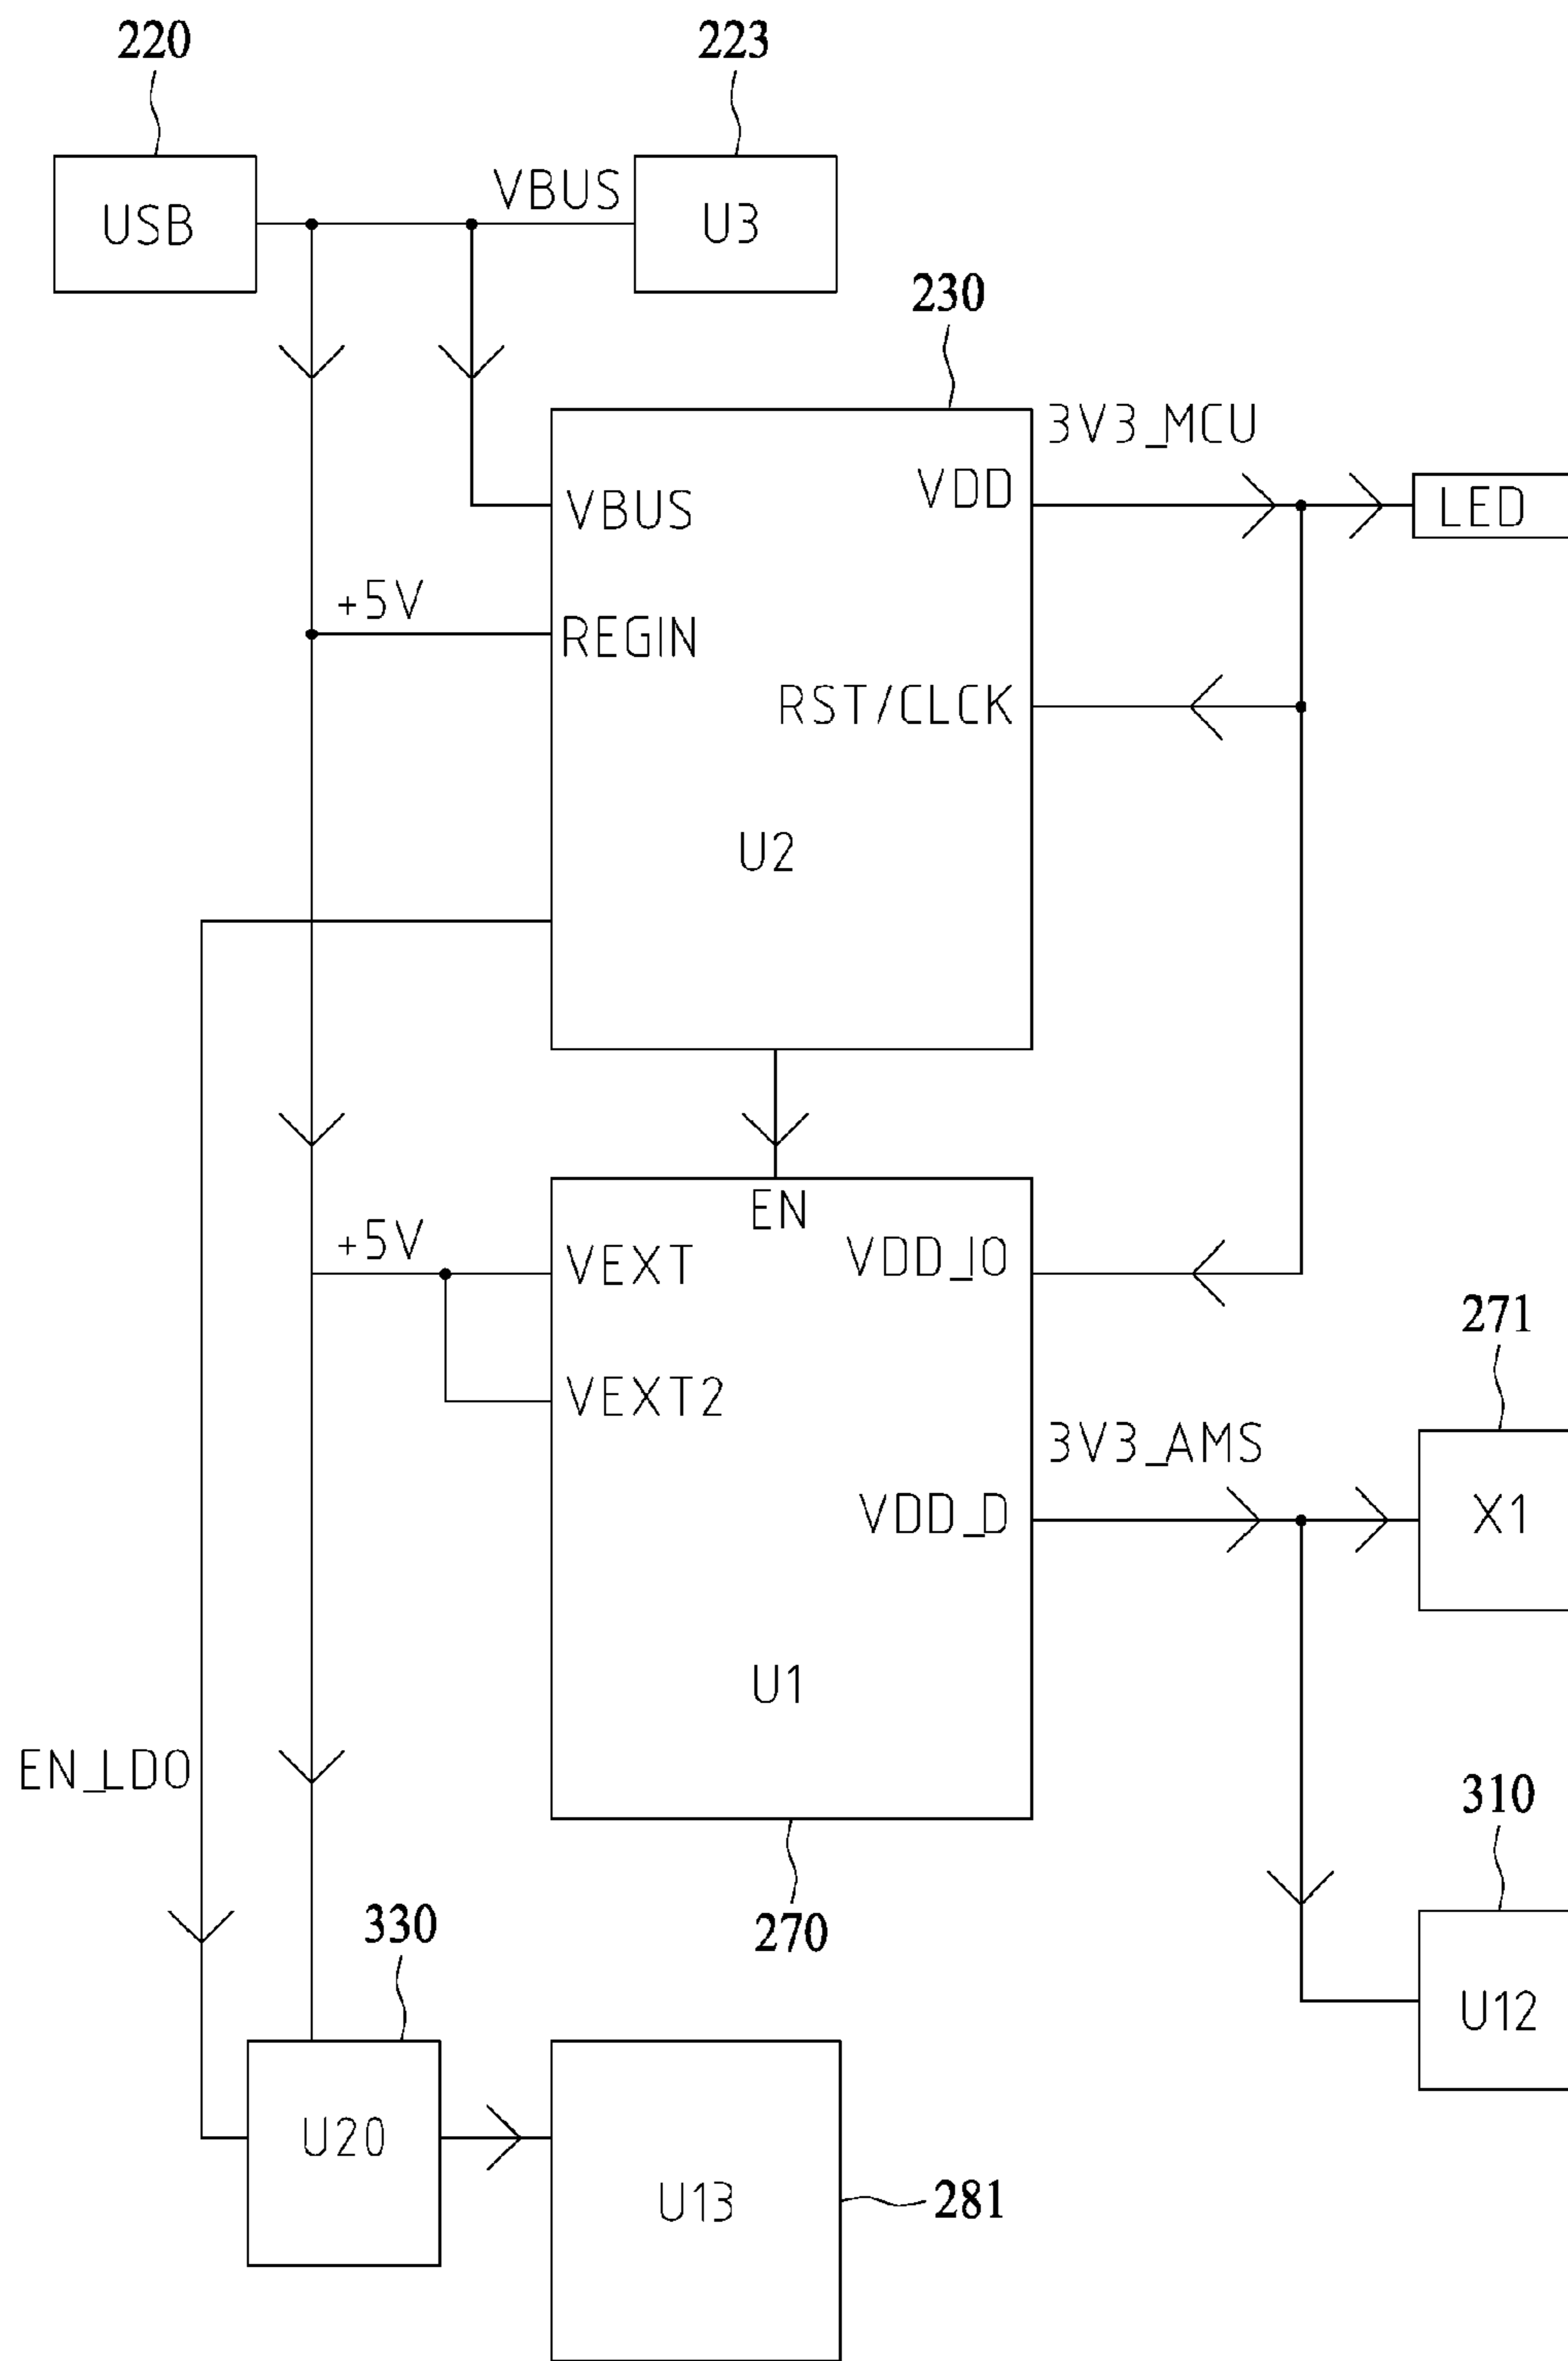 220
223
USB
VBUS
U3
230
3V3_MCU
VDD
LED
VBUS
+5V
REGIN
RST/CLCK
U2
EN
+5V
VEXT
VDD_IO
271
VEXT2
3V3_AMS
VDD_D
X1
U1
EN_LDO
310
330
270
U12
U20
U13
281